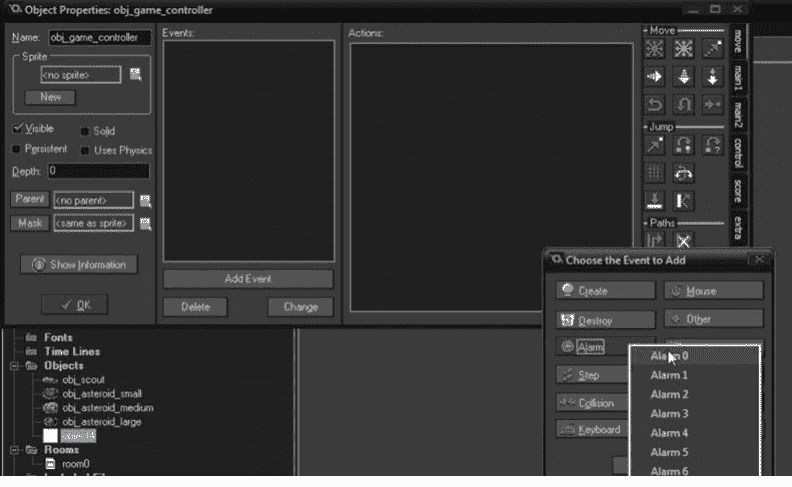 Object Properties: obj_game_controller
Name: obj_game_controller
Sprite
<no sprite>
New
Visible
Solid
Persistent
Uses Physics
Depth: 0
Parent <no parent>
Mask <same as sprite>
Show Information
OK
Events:
Add Event
Delete
Change
Actions:
Move
Jump
Paths
move
main1
main2
control
score
extra
Choose the Event to Add
Create
Mouse
Destroy
Other
Alarm
Step
Collision
Keyboard
Alarm 0
Alarm 1
Alarm 2
Alarm 3
Alarm 4
Alarm 5
Alarm 6
Fonts
Time Lines
Objects
obj_scout
obj_asteroid_small
obj_asteroid_medium
obj_asteroid_large
Rooms
room0